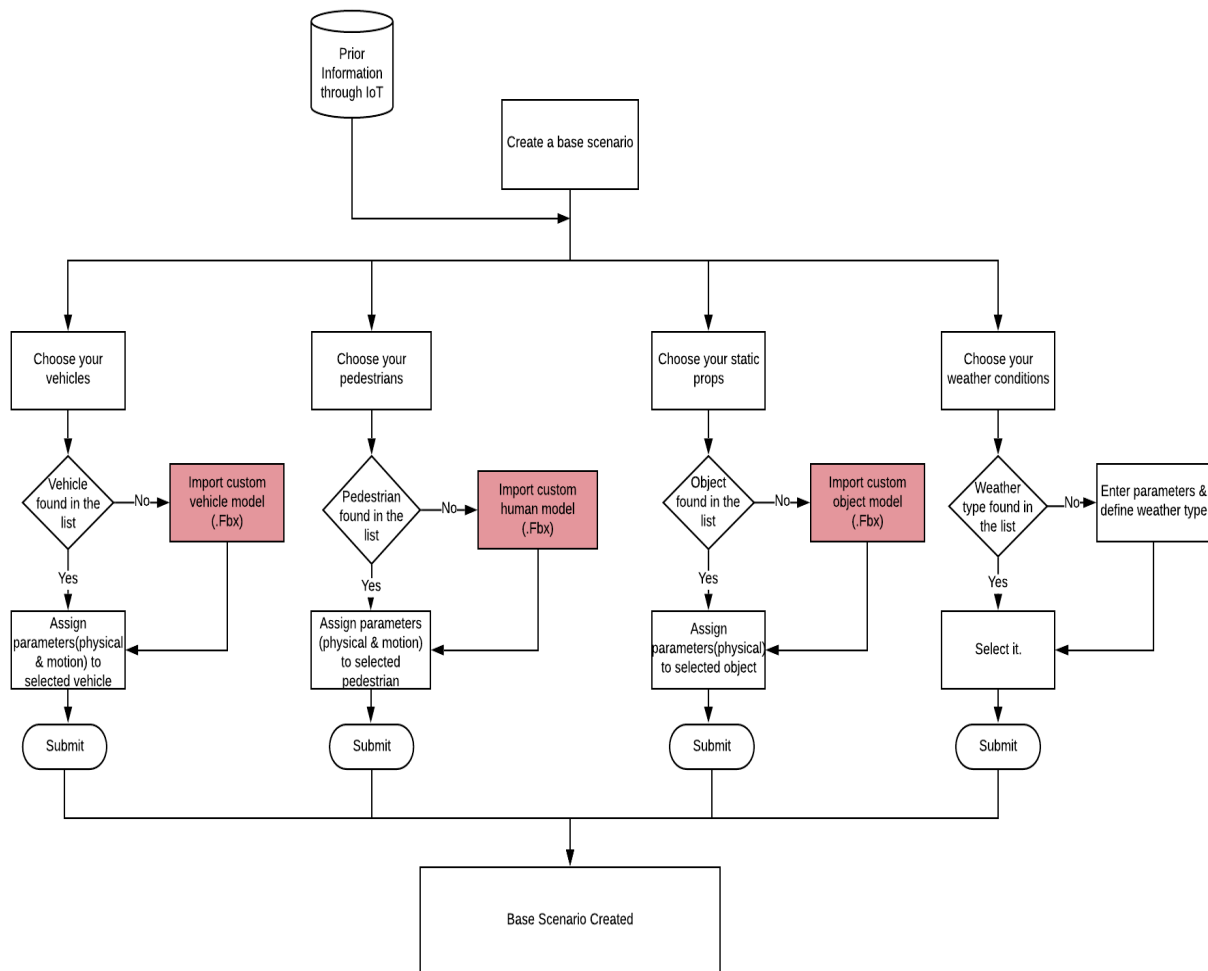 Prior
Information
through IoT
Create a base scenario
Choose your
vehicles
Choose your
pedestrians
Choose your static
props
Choose your
weather conditions
Vehicle
found in the
list
No
Import custom
vehicle model
(.Fbx)
Pedestrian
found in the
list
No
Import custom
human model
(.Fbx)
Object
found in the
list
No
Import custom
object model
(.Fbx)
Weather
type found in
the list
No
Enter parameters &
define weather type
Yes
Yes
Yes
Yes
Assign
parameters(physical
& motion) to
selected vehicle
Assign parameters
(physical & motion)
to selected
pedestrian
Assign
parameters(physical)
to selected object
Select it.
Submit
Submit
Submit
Submit
Base Scenario Created